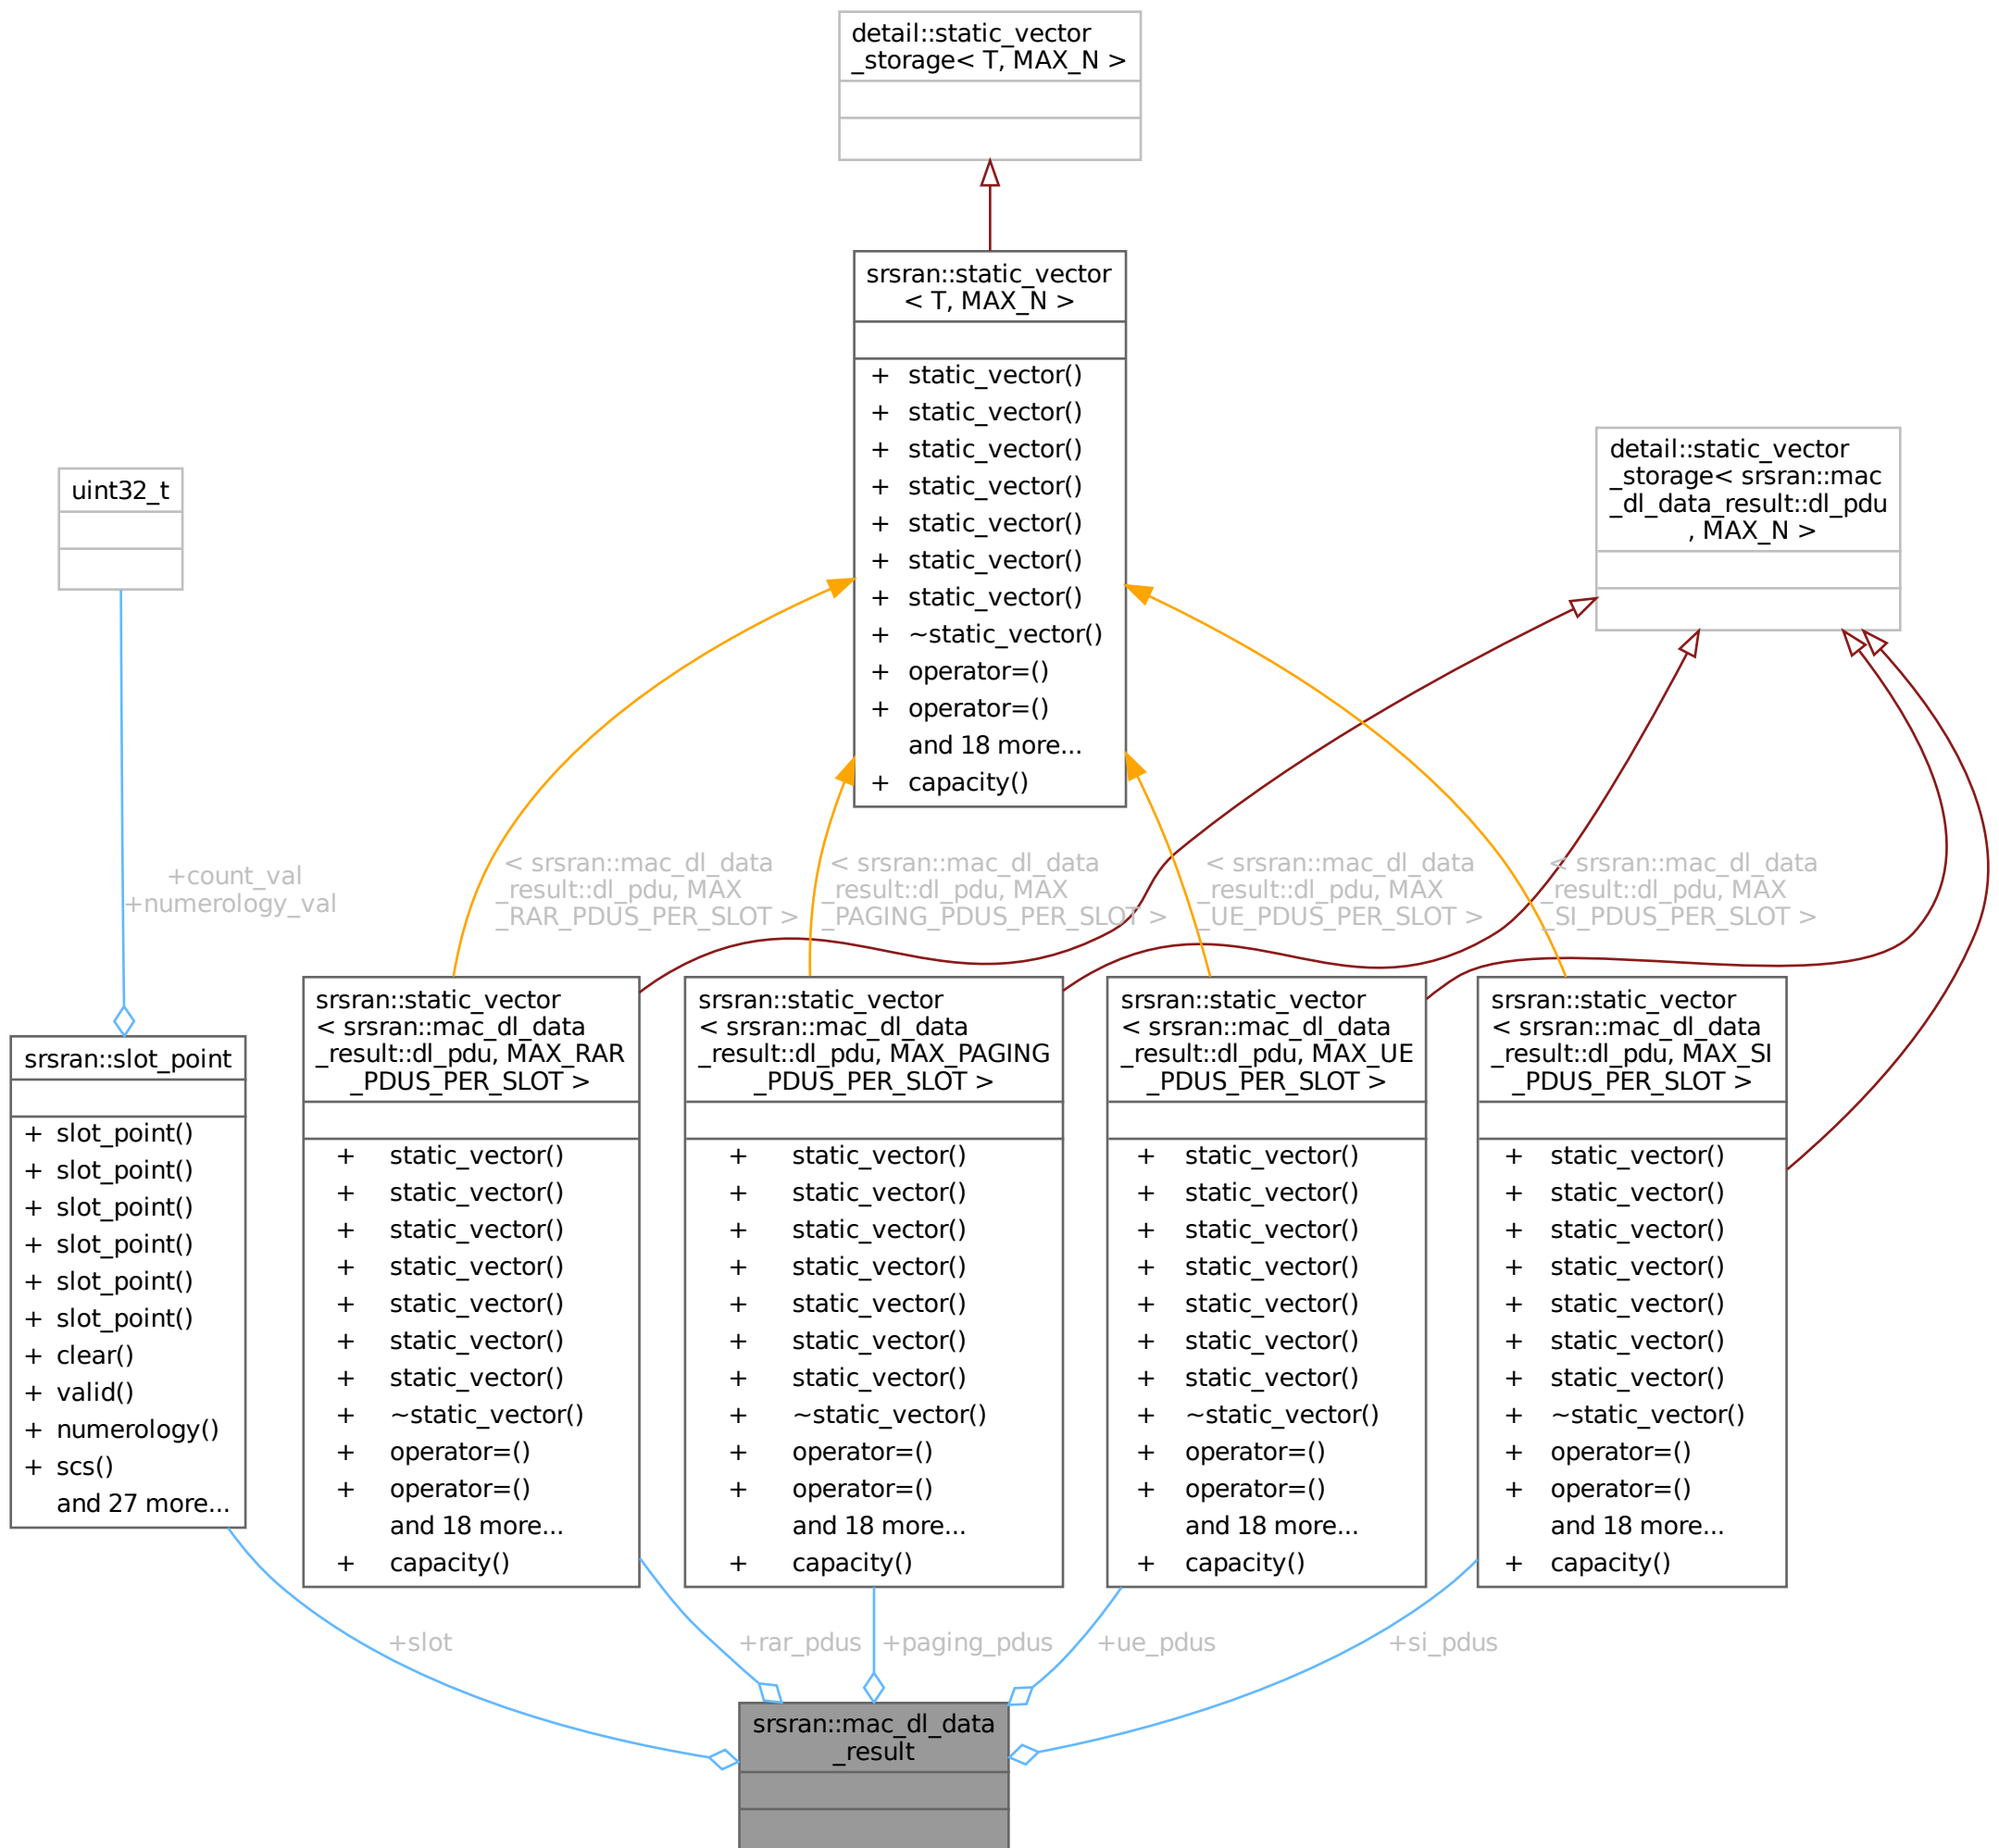 detail::static_vector
_storage< T, MAX_N >
srsran::static_vector
< T, MAX_N >
+ static_vector()
+ static_vector()
+ static_vector()
+ static_vector()
+ static_vector()
+ static_vector()
+ static_vector()
+ ~static_vector()
+ operator=()
+ operator=()
and 18 more...
+ capacity()
detail::static_vector
_storage< srsran::mac
_dl_data_result::dl_pdu
, MAX_N >
uint32_t
+count_val
+numerology_val
< srsran::mac_dl_data
_result::dl_pdu, MAX
_RAR_PDUS_PER_SLOT >
< srsran::mac_dl_data
_result::dl_pdu, MAX
_PAGING_PDUS_PER_SLOT >
< srsran::mac_dl_data
_result::dl_pdu, MAX
_UE_PDUS_PER_SLOT >
< srsran::mac_dl_data
_result::dl_pdu, MAX
_SI_PDUS_PER_SLOT >
srsran::slot_point
+ slot_point()
+ slot_point()
+ slot_point()
+ slot_point()
+ slot_point()
+ slot_point()
+ clear()
+ valid()
+ numerology()
+ scs()
and 27 more...
srsran::static_vector
< srsran::mac_dl_data
_result::dl_pdu, MAX_RAR
_PDUS_PER_SLOT >
+ static_vector()
+ static_vector()
+ static_vector()
+ static_vector()
+ static_vector()
+ static_vector()
+ static_vector()
+ ~static_vector()
+ operator=()
+ operator=()
and 18 more...
+ capacity()
srsran::static_vector
< srsran::mac_dl_data
_result::dl_pdu, MAX_PAGING
_PDUS_PER_SLOT >
+ static_vector()
+ static_vector()
+ static_vector()
+ static_vector()
+ static_vector()
+ static_vector()
+ static_vector()
+ ~static_vector()
+ operator=()
+ operator=()
and 18 more...
+ capacity()
srsran::static_vector
< srsran::mac_dl_data
_result::dl_pdu, MAX_UE
_PDUS_PER_SLOT >
+ static_vector()
+ static_vector()
+ static_vector()
+ static_vector()
+ static_vector()
+ static_vector()
+ static_vector()
+ ~static_vector()
+ operator=()
+ operator=()
and 18 more...
+ capacity()
srsran::static_vector
< srsran::mac_dl_data
_result::dl_pdu, MAX_SI
_PDUS_PER_SLOT >
+ static_vector()
+ static_vector()
+ static_vector()
+ static_vector()
+ static_vector()
+ static_vector()
+ static_vector()
+ ~static_vector()
+ operator=()
+ operator=()
and 18 more...
+ capacity()
+slot
+rar_pdus
+paging_pdus
+ue_pdus
+si_pdus
srsran::mac_dl_data
_result